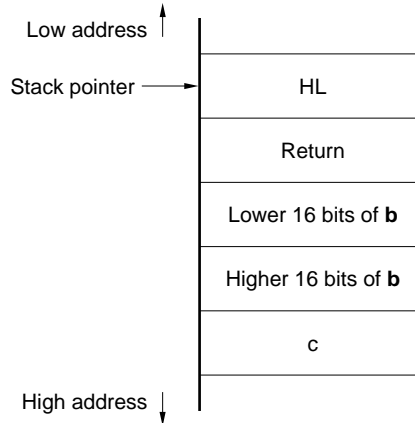 Low address
Stack pointer
HL
Return
Lower 16 bits of b
Higher 16 bits of b
c
High address